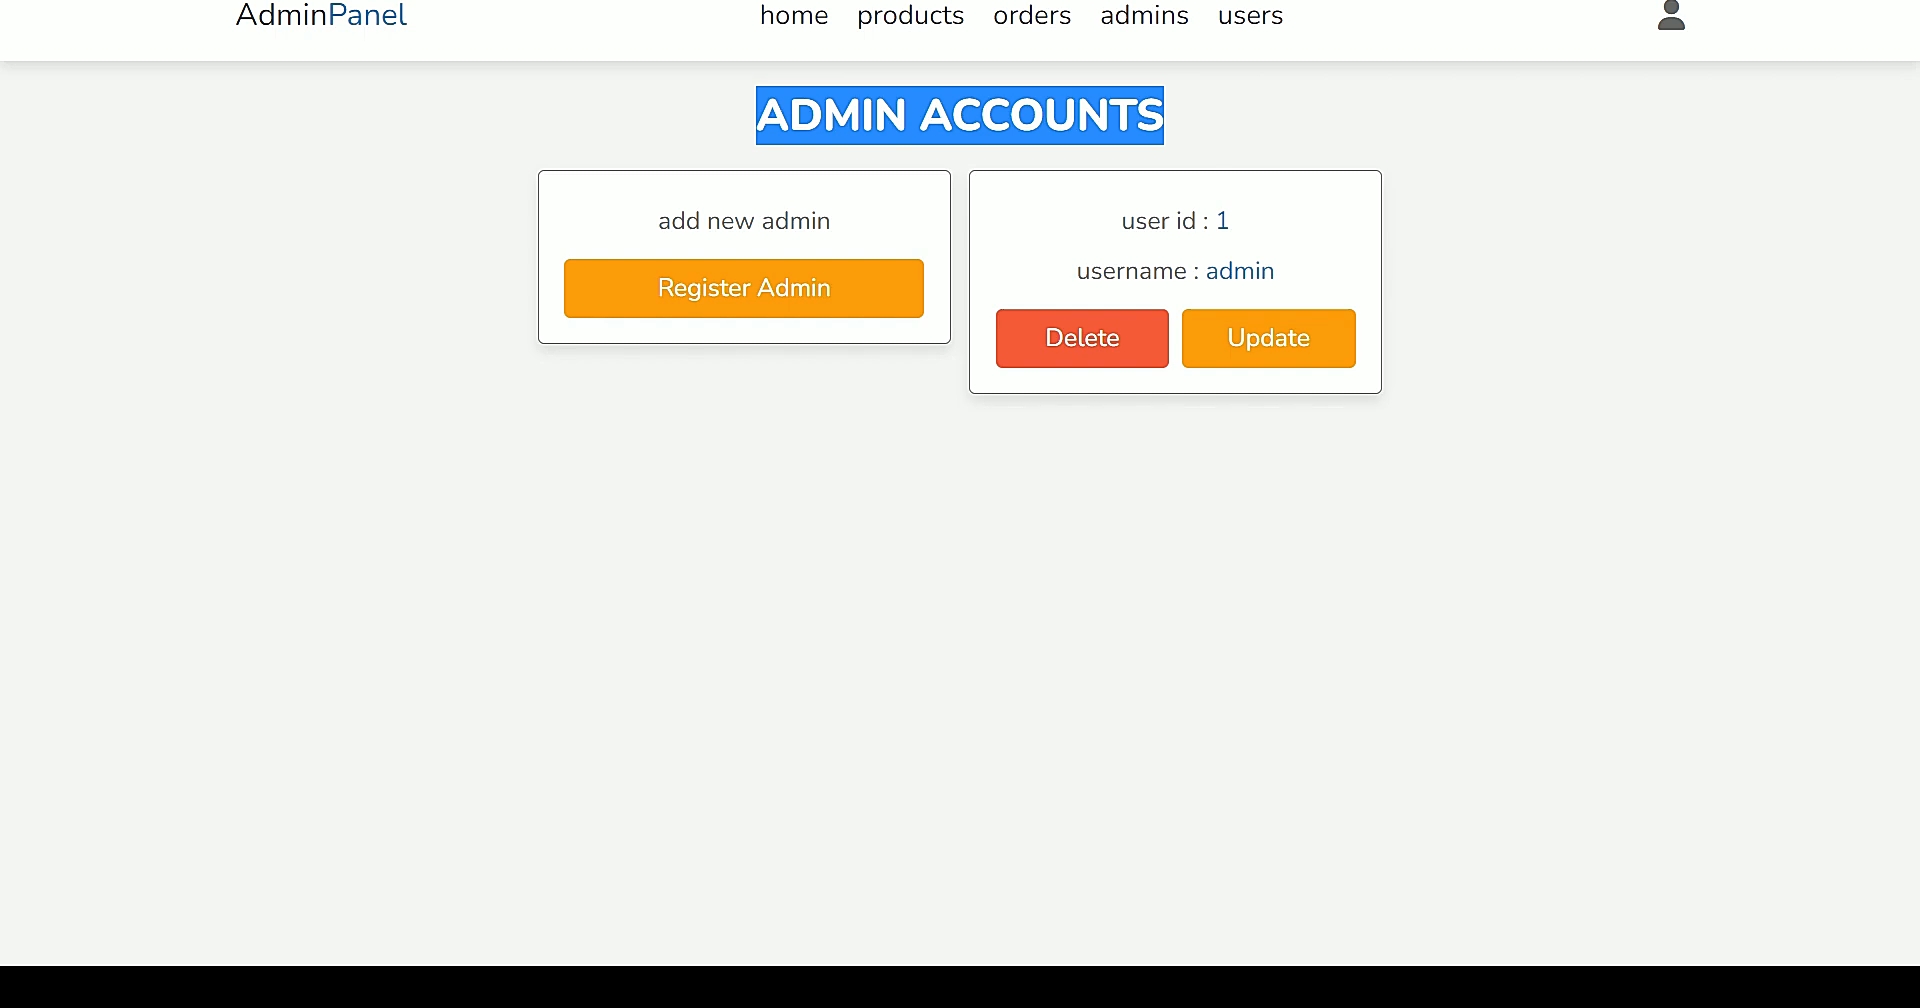 AdminPanel home products orders admins users
ADMIN ACCOUNTS
add new admin
Register Admin
user id : 1
username : admin
Delete Update